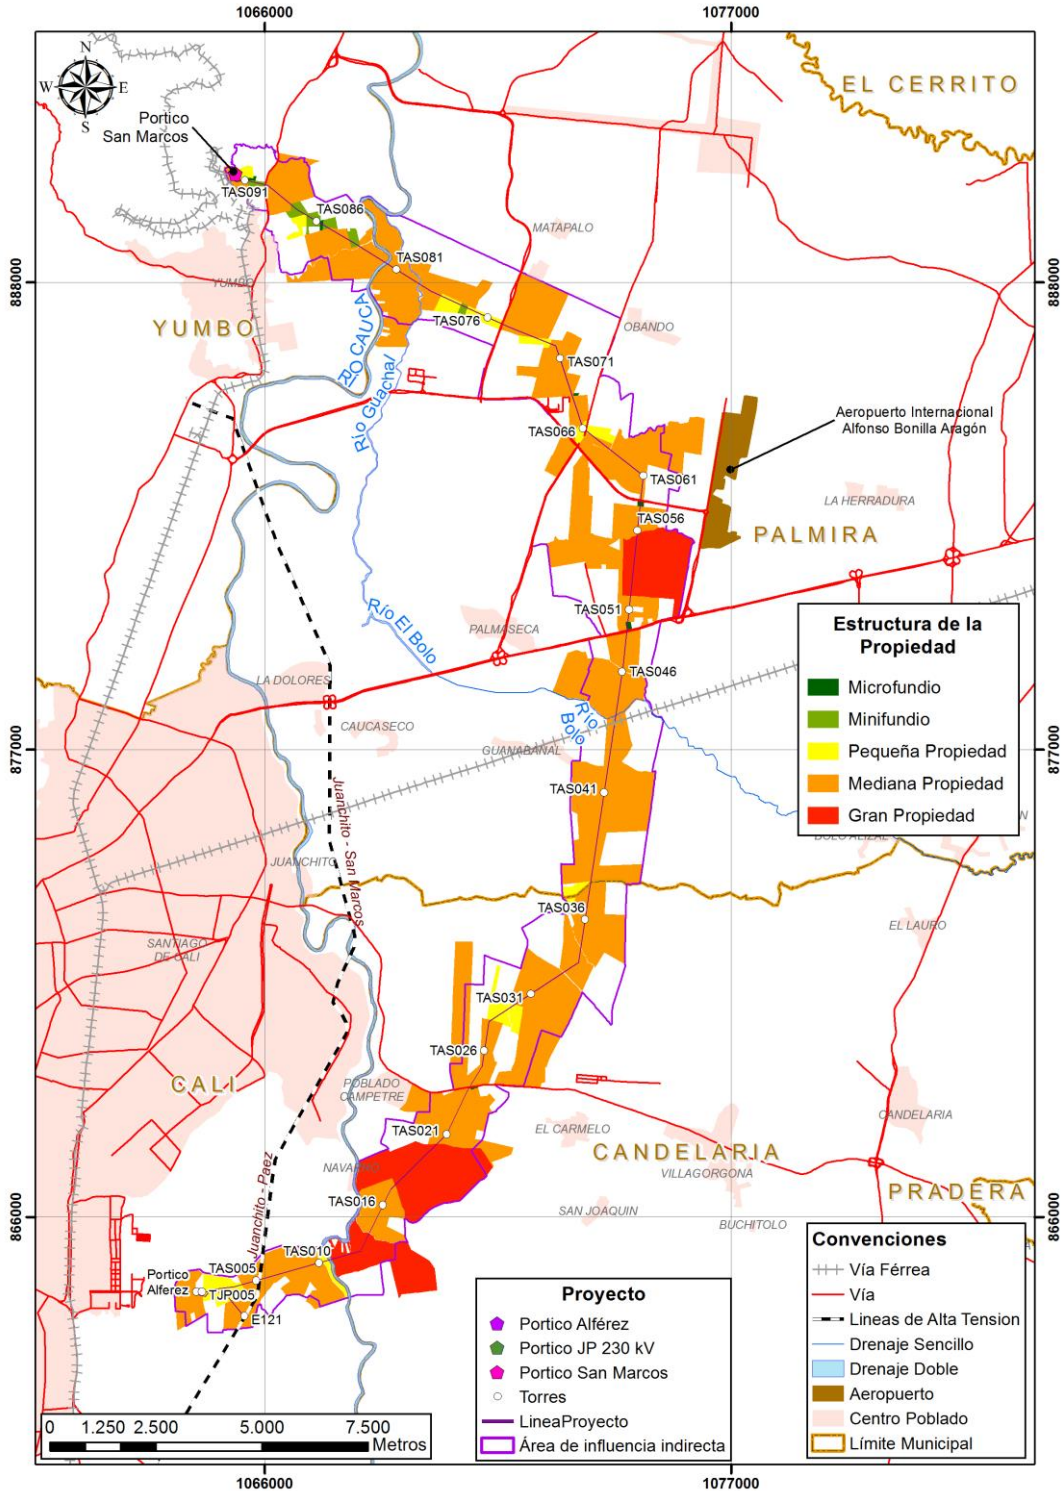 1066000
1077000
N
W
E
S
EL CERRITO
Portico
San Marcos
TAS091
TAS086
MATAPALO
TAS081
888000
888000
YUMBO
RÍO CAUCA
TAS076
OBANDO
YUMBO
TAS071
Río Guachal
Aeropuerto Internacional
Alfonso Bonilla Aragón
TAS066
TAS061
LA HERRADURA
TAS056
PALMIRA
TAS051
Río El Bolo
PALMASECA
Estructura de la
Propiedad
Microfundio
Minifundio
Pequeña Propiedad
Mediana Propiedad
Gran Propiedad
TAS046
LA DOLORES
Río
Bolo
CAUCASECO
877000
877000
GUANABANAL
TAS041
Juanchito - San Marcos
JUANCHITO
TAS036
EL LAURO
SANTIAGO
DE CALI
TAS031
TAS026
CALI
POBLADO
CAMPETRE
CANDELARIA
TAS021
EL CARMELO
CANDELARIA
VILLAGORGONA
PRADERA
TAS016
SAN JOAQUIN
BUCHITOLO
866000
866000
Juanchito - Paez
TAS010
TAS005
Portico
Alferez
TJP005
E121
Proyecto
Portico Alférez
Portico JP 230 kV
Portico San Marcos
Torres
LineaProyecto
Área de influencia indirecta
Convenciones
Vía Férrea
Vía
Lineas de Alta Tension
Drenaje Sencillo
Drenaje Doble
Aeropuerto
Centro Poblado
Límite Municipal
0 1.250 2.500 5.000 7.500
Metros
1066000
1077000